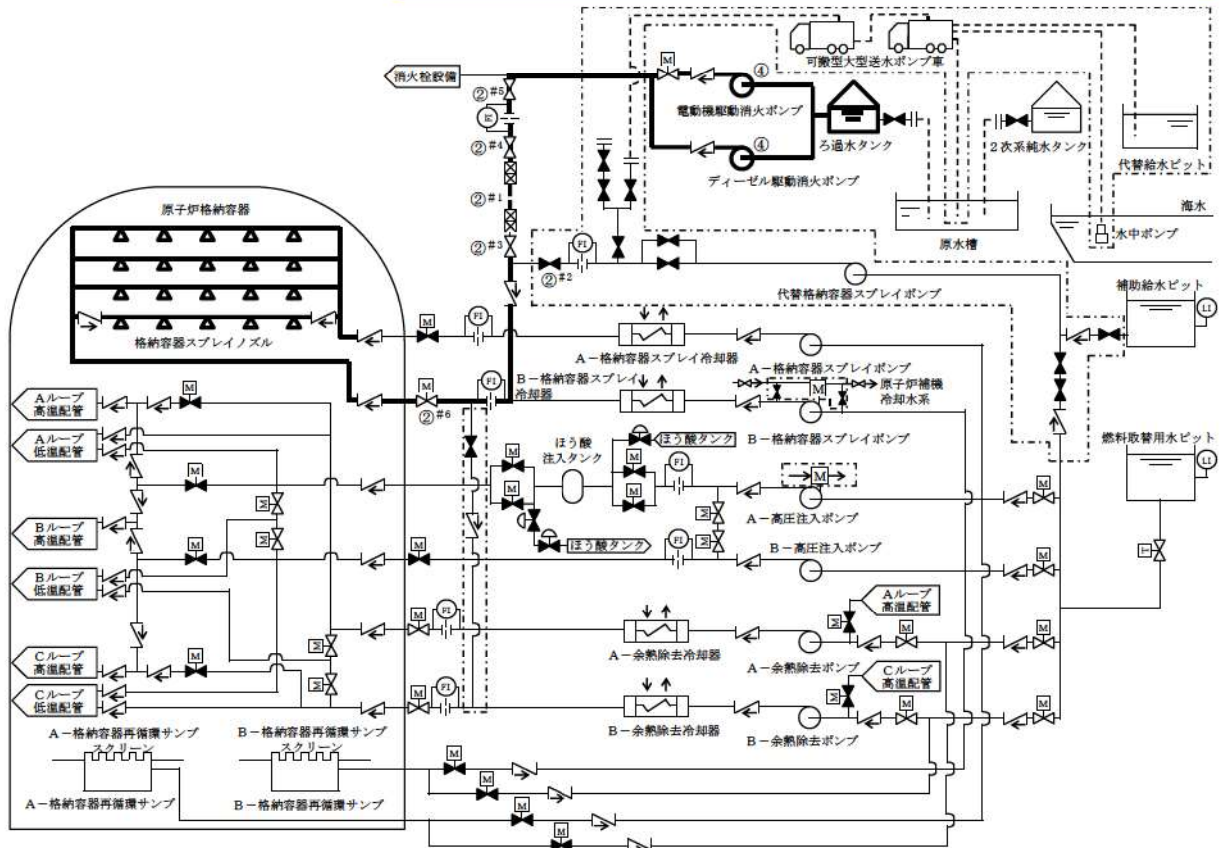 可搬型大型送水ポンプ車
消火栓設備
M
④
②#5
電動機駆動消火ポンプ
FI
ろ過水タンク
2次系純水タンク
代替給水ピット
②#4
④
ディーゼル駆動消火ポンプ
②#1
原子炉格納容器
海水
水中ポンプ
原水槽
②#3
FI
②#2
代替格納容器スプレイポンプ
補助給水ピット
LI
格納容器スプレイノズル
M
FI
A-格納容器スプレイ冷却器
A-格納容器スプレイポンプ
B-格納容器スプレイ
冷却器
M
原子炉補機
冷却水系
M
FI
②#6
B-格納容器スプレイポンプ
Aループ
高温配管
M
Aループ
低温配管
ほう酸
注入タンク
ほう酸タンク
燃料取替用水ピット
LI
M
M
M
FI
M
M
M
M
A-高圧注入ポンプ
M
M
Bループ
高温配管
M
ほう酸タンク
M
FI
M
B-高圧注入ポンプ
M
M
T
Bループ
低温配管
Aループ
高温配管
M
FI
M
M
M
M
A-余熱除去冷却器
A-余熱除去ポンプ
Cループ
高温配管
M
Cループ
高温配管
Cループ
低温配管
M
M
FI
M
M
M
B-余熱除去冷却器
B-余熱除去ポンプ
A-格納容器再循環サンプ
スクリーン
B-格納容器再循環サンプ
スクリーン
M
M
A-格納容器再循環サンプ
B-格納容器再循環サンプ
M
M